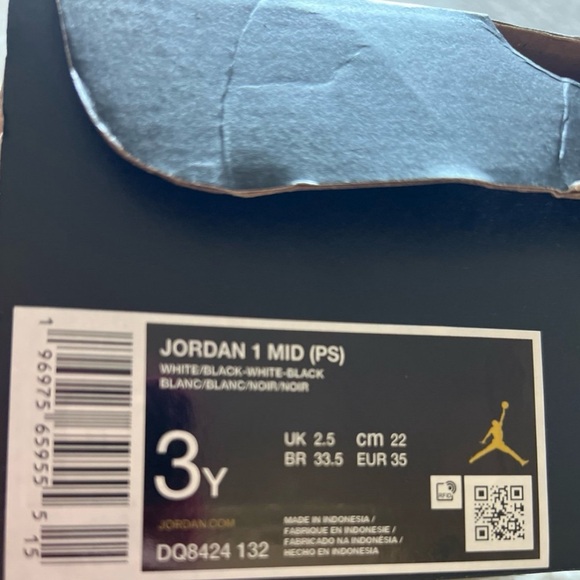 JORDAN 1 MID (PS)
WHITE/BLACK-WHITE-BLACK
BLANC/BLANC/NOIR/NOIR
3Y
UK 2.5 cm 22
BR 33.5 EUR 35
RFID
JORDAN.COM
DQ8424 132
MADE IN INDONESIA /
FABRIQUE EN INDONESIE /
FABRICADO NA INDONÉSIA /
HECHO EN INDONESIA
1 96975 65955 5 15